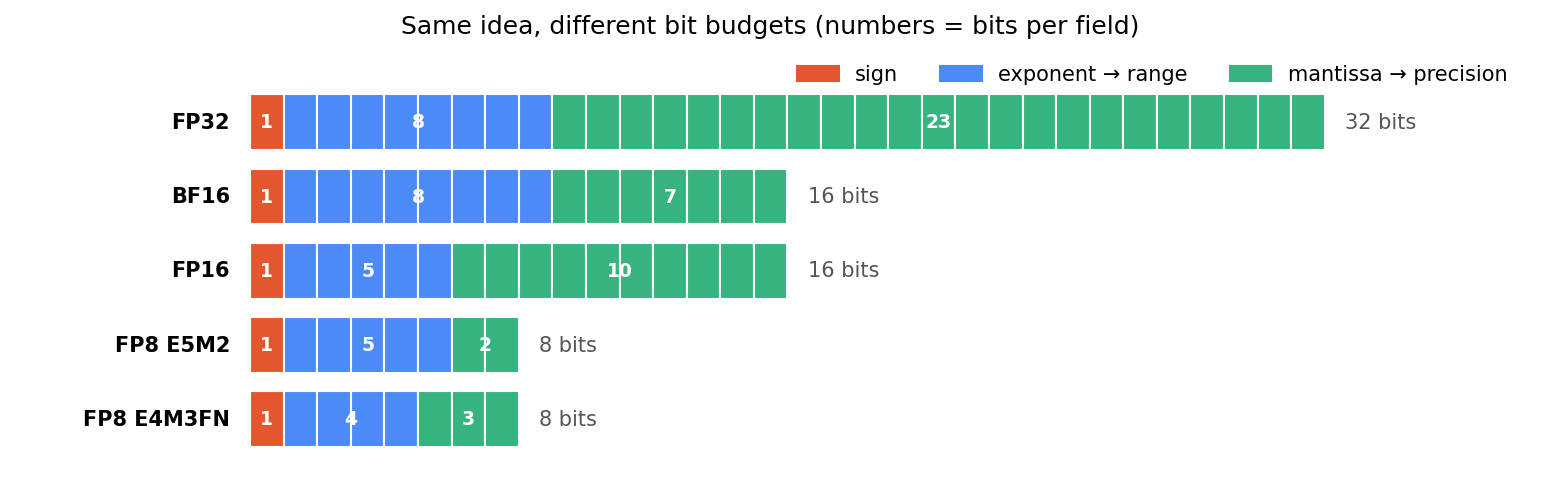 Same idea, different bit budgets (numbers = bits per field)
sign exponent → range mantissa → precision
FP32 1 8 23 32 bits
BF16 1 8 7 16 bits
FP16 1 5 10 16 bits
FP8 E5M2 1 5 2 8 bits
FP8 E4M3FN 1 4 3 8 bits